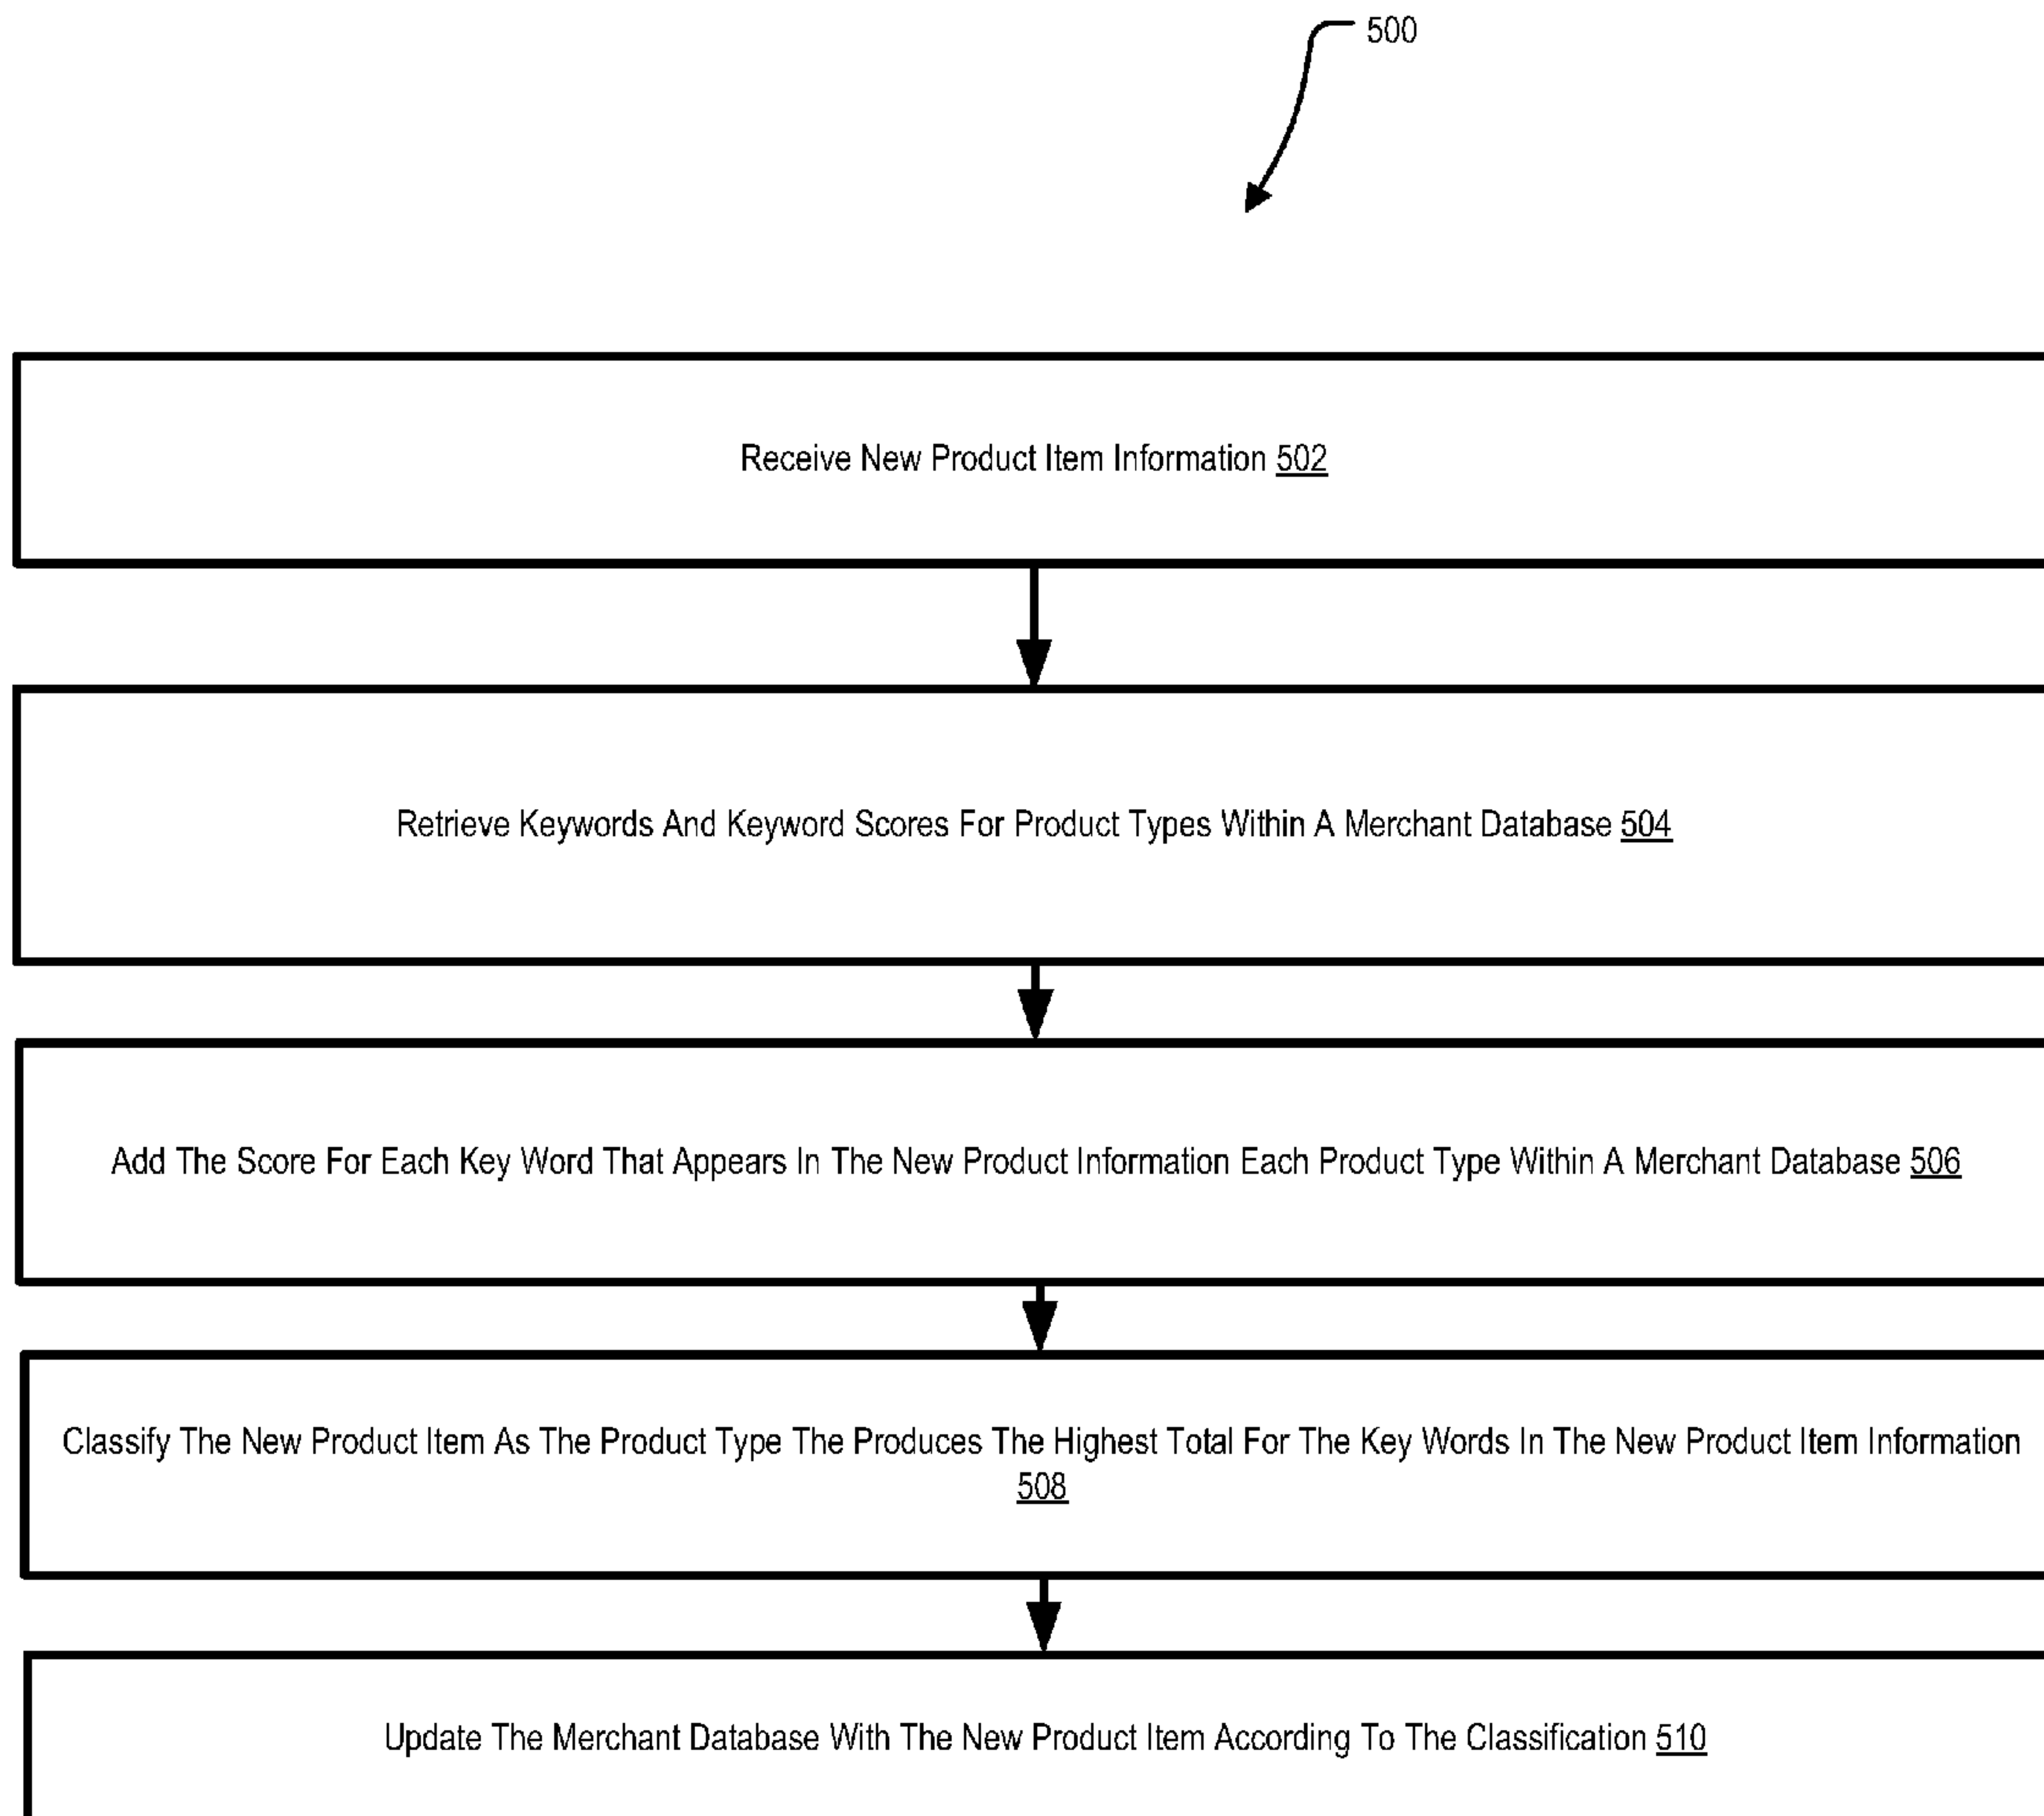 500
Receive New Product Item Information 502
Retrieve Keywords And Keyword Scores For Product Types Within A Merchant Database 504
Add The Score For Each Key Word That Appears In The New Product Information Each Product Type Within A Merchant Database 506
Classify The New Product Item As The Product Type The Produces The Highest Total For The Key Words In The New Product Item Information
508
Update The Merchant Database With The New Product Item According To The Classification 510